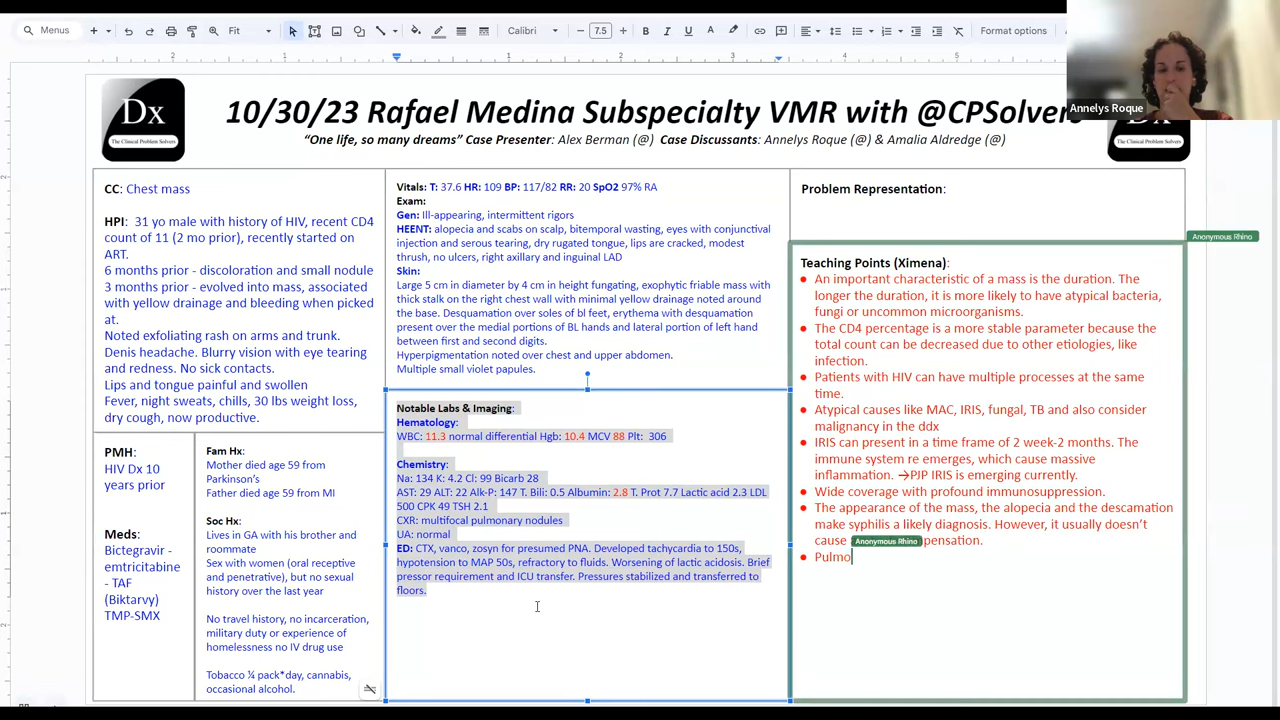 Menus
Fit
Calibri
7.5
Format options
2
1
1
2
3
4
5
Annelys Roque
Dx
The Clinical Problem Solvers
10/30/23 Rafael Medina Subspecialty VMR with @CPSolvers
"One life, so many dreams" Case Presenter: Alex Berman (@) Case Discussants: Annelys Roque (@) & Amalia Aldredge (@)
The Clinical Problem Solvers
CC: Chest mass
HPI: 31 yo male with history of HIV, recent CD4
count of 11 (2 mo prior), recently started on
ART.
6 months prior - discoloration and small nodule
3 months prior - evolved into mass, associated
with yellow drainage and bleeding when picked
at.
Noted exfoliating rash on arms and trunk.
Denis headache. Blurry vision with eye tearing
and redness. No sick contacts.
Lips and tongue painful and swollen
Fever, night sweats, chills, 30 lbs weight loss,
dry cough, now productive.
PMH:
HIV Dx 10
years prior
Meds:
Bictegravir -
emtricitabine
- TAF
(Biktarvy)
TMP-SMX
Fam Hx:
Mother died age 59 from
Parkinson's
Father died age 59 from MI
Soc Hx:
Lives in GA with his brother and
roommate
Sex with women (oral receptive
and penetrative), but no sexual
history over the last year
No travel history, no incarceration,
military duty or experience of
homelessness no IV drug use
Tobacco ¼ pack*day, cannabis,
occasional alcohol.
Vitals: T: 37.6 HR: 109 BP: 117/82 RR: 20 SpO2 97% RA
Exam:
Gen: Ill-appearing, intermittent rigors
HEENT: alopecia and scabs on scalp, bitemporal wasting, eyes with conjunctival
injection and serous tearing, dry rugated tongue, lips are cracked, modest
thrush, no ulcers, right axillary and inguinal LAD
Skin:
Large 5 cm in diameter by 4 cm in height fungating, exophytic friable mass with
thick stalk on the right chest wall with minimal yellow drainage noted around
the base. Desquamation over soles of bl feet, erythema with desquamation
present over the medial portions of BL hands and lateral portion of left hand
between first and second digits.
Hyperpigmentation noted over chest and upper abdomen.
Multiple small violet papules.
Notable Labs & Imaging:
Hematology:
WBC: 11.3 normal differential Hgb: 10.4 MCV 88 Plt: 306
Chemistry:
Na: 134 K: 4.2 Cl: 99 Bicarb 28
AST: 29 ALT: 22 Alk-P: 147 T. Bili: 0.5 Albumin: 2.8 T. Prot 7.7 Lactic acid 2.3 LDL
500 CPK 49 TSH 2.1
CXR: multifocal pulmonary nodules
UA: normal
ED: CTX, vanco, zosyn for presumed PNA. Developed tachycardia to 150s,
hypotension to MAP 50s, refractory to fluids. Worsening of lactic acidosis. Brief
pressor requirement and ICU transfer. Pressures stabilized and transferred to
floors.
Problem Representation:
Anonymous Rhino
Teaching Points (Ximena):
• An important characteristic of a mass is the duration. The
longer the duration, it is more likely to have atypical bacteria,
fungi or uncommon microorganisms.
• The CD4 percentage is a more stable parameter because the
total count can be decreased due to other etiologies, like
infection.
• Patients with HIV can have multiple processes at the same
time.
• Atypical causes like MAC, IRIS, fungal, TB and also consider
malignancy in the ddx
• IRIS can present in a time frame of 2 week-2 months. The
immune system re emerges, which cause massive
inflammation. →PJP IRIS is emerging currently.
• Wide coverage with profound immunosuppression.
• The appearance of the mass, the alopecia and the descamation
make syphilis a likely diagnosis. However, it usually doesn't
cause Anonymous Rhino pensation.
• Pulmo